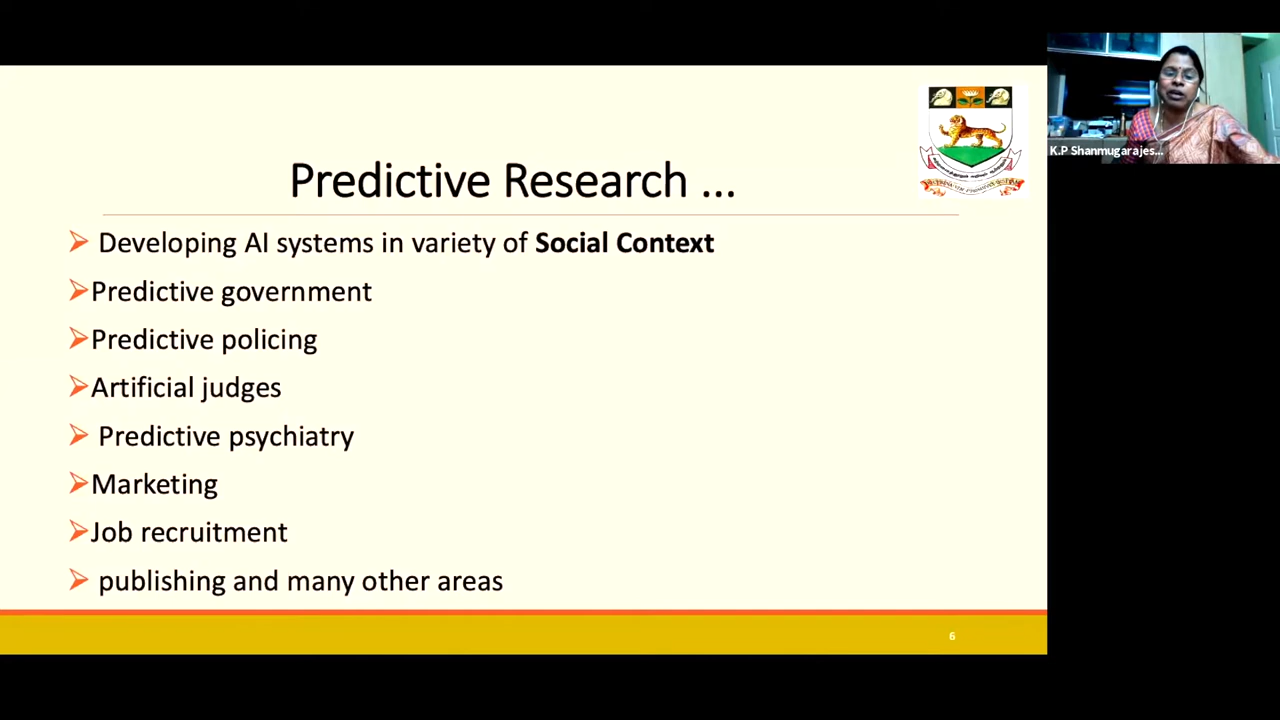 Predictive Research ...
K.P Shanmugarajes...
➢ Developing AI systems in variety of Social Context
➢Predictive government
➢Predictive policing
➢Artificial judges
➢ Predictive psychiatry
➢Marketing
➢Job recruitment
➢ publishing and many other areas
6